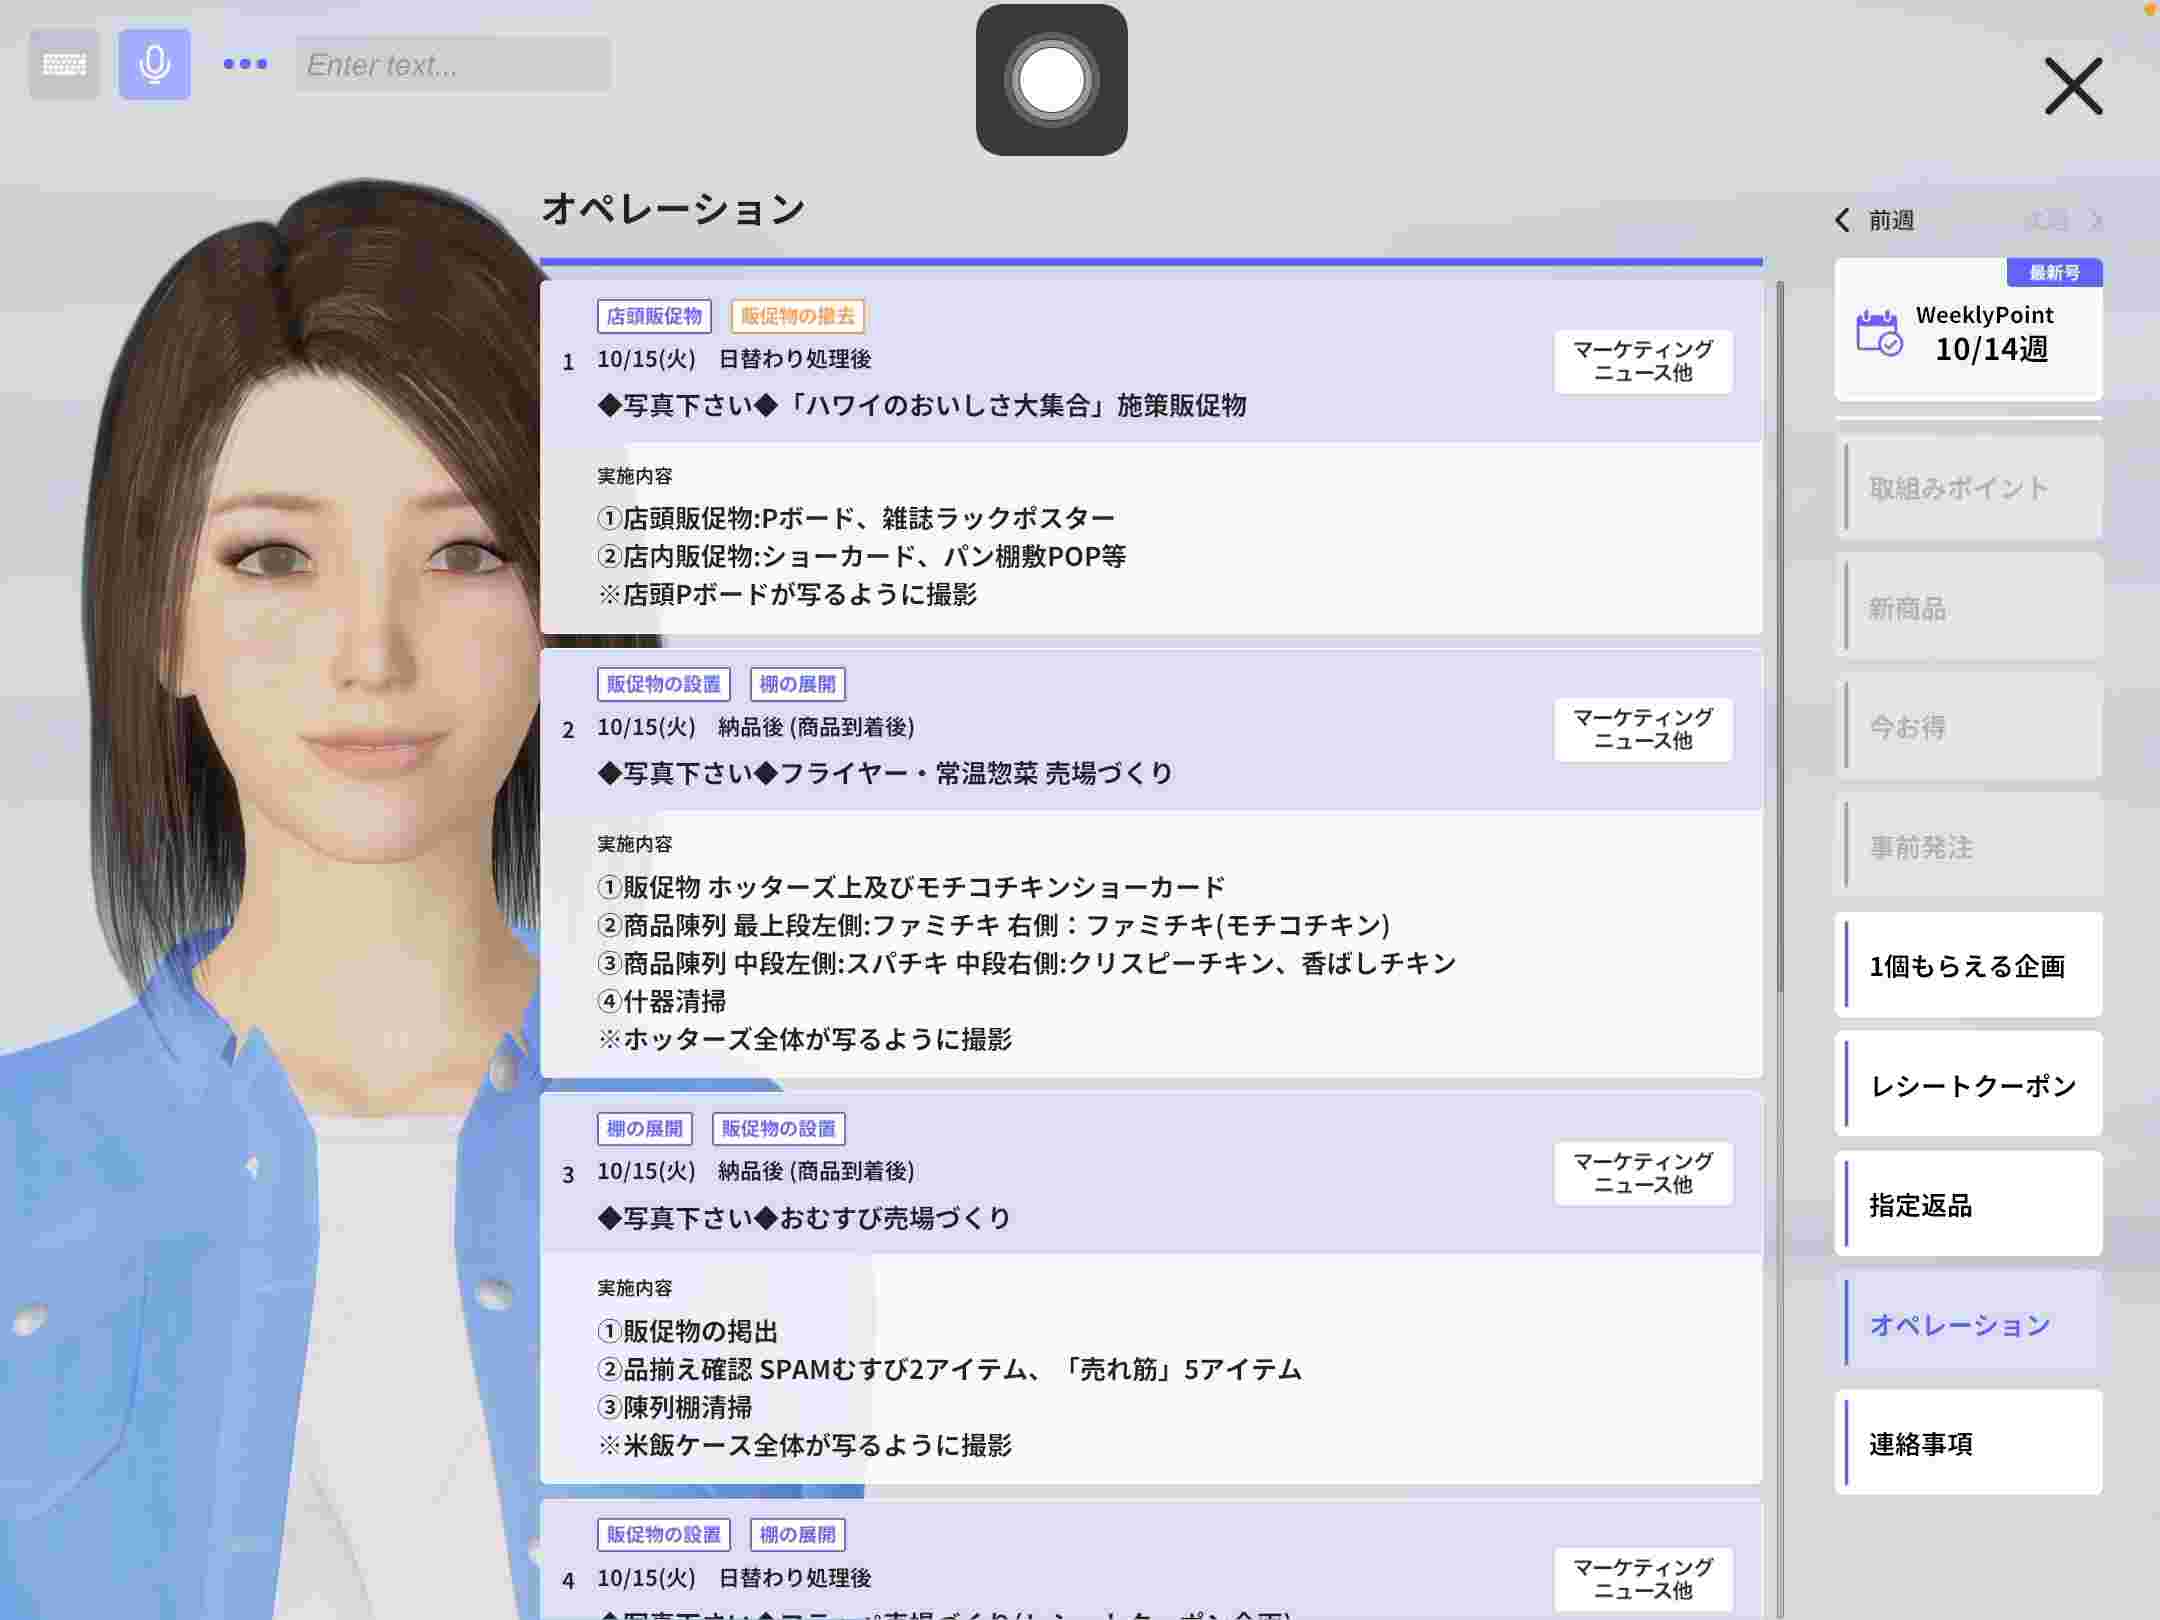 Enter text...
オペレーション
店頭販促物 販促物の撤去
1 10/15(火) 日替わり処理後
◆写真下さい◆「ハワイのおいしさ大集合」施策販促物
マーケティング
ニュース他
実施内容
①店頭販促物:Pボード、雑誌ラックポスター
②店内販促物:ショーカード、パン棚敷POP等
※店頭Pボードが写るように撮影
販促物の設置 棚の展開
2 10/15(火) 納品後 (商品到着後)
◆写真下さい◆フライヤー・常温惣菜 売場づくり
マーケティング
ニュース他
実施内容
①販促物 ホッターズ上及びモチコチキンショーカード
②商品陳列 最上段左側:ファミチキ 右側：ファミチキ(モチコチキン)
③商品陳列 中段左側:スパチキ 中段右側:クリスピーチキン、香ばしチキン
④什器清掃
※ホッターズ全体が写るように撮影
棚の展開 販促物の設置
3 10/15(火) 納品後 (商品到着後)
◆写真下さい◆おむすび売場づくり
マーケティング
ニュース他
実施内容
①販促物の掲出
②品揃え確認 SPAMむすび2アイテム、「売れ筋」5アイテム
③陳列棚清掃
※米飯ケース全体が写るように撮影
販促物の設置 棚の展開
4 10/15(火) 日替わり処理後
マーケティング
ニュース他
前週 次週
最新号
WeeklyPoint
10/14週
取組みポイント
新商品
今お得
事前発注
1個もらえる企画
レシートクーポン
指定返品
オペレーション
連絡事項